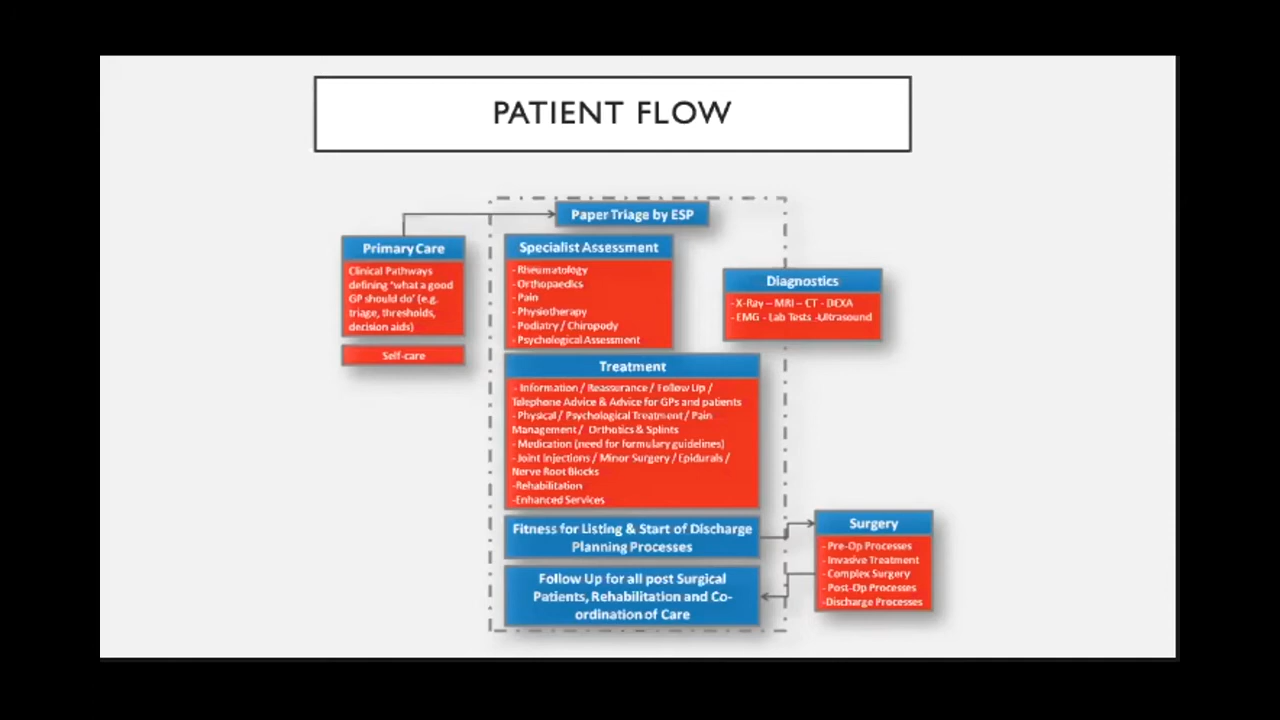 PATIENT FLOW
Paper Triage by ESP
Primary Care
Clinical Pathways
defining 'what a good
GP should do' (e.g.
triage, thresholds,
decision aids)
Self-care
Specialist Assessment
- Rheumatology
- Orthopaedics
- Pain
- Physiotherapy
- Podiatry / Chiropody
- Psychological Assessment
Diagnostics
- X-Ray – MRI – CT - DEXA
- EMG - Lab Tests -Ultrasound
Treatment
- Information / Reassurance / Follow Up /
Telephone Advice & Advice for GPs and patients
- Physical / Psychological Treatment / Pain
Management / Orthotics & Splints
- Medication (need for formulary guidelines)
- Joint Injections / Minor Surgery / Epidurals /
Nerve Root Blocks
-Rehabilitation
-Enhanced Services
Fitness for Listing & Start of Discharge
Planning Processes
Follow Up for all post Surgical
Patients, Rehabilitation and Co-
ordination of Care
Surgery
- Pre-Op Processes
- Invasive Treatment
- Complex Surgery
- Post-Op Processes
-Discharge Processes